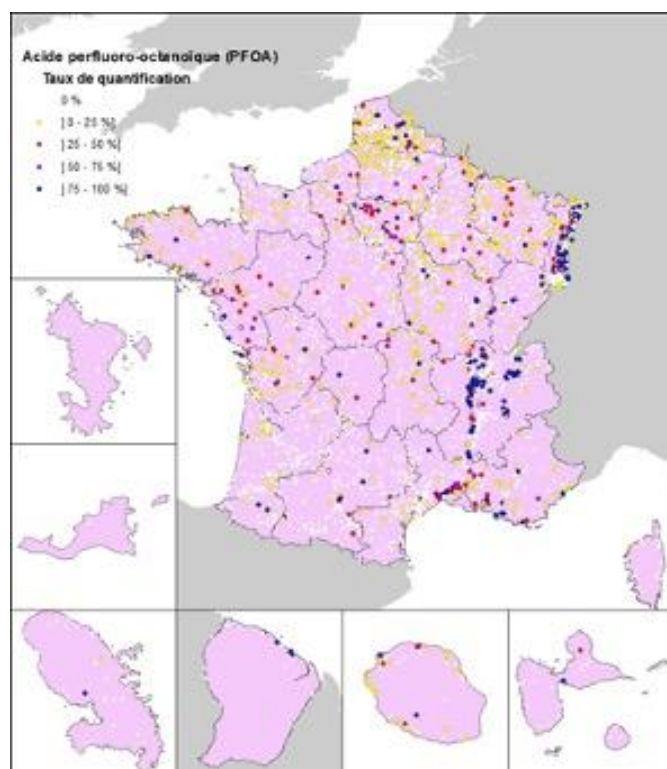 Acide perfluoro-octanoïque (PFOA)
Taux de quantification
0 %
] 0 - 25 %]
] 25 - 50 %]
] 50 - 75 %]
] 75 - 100 %]